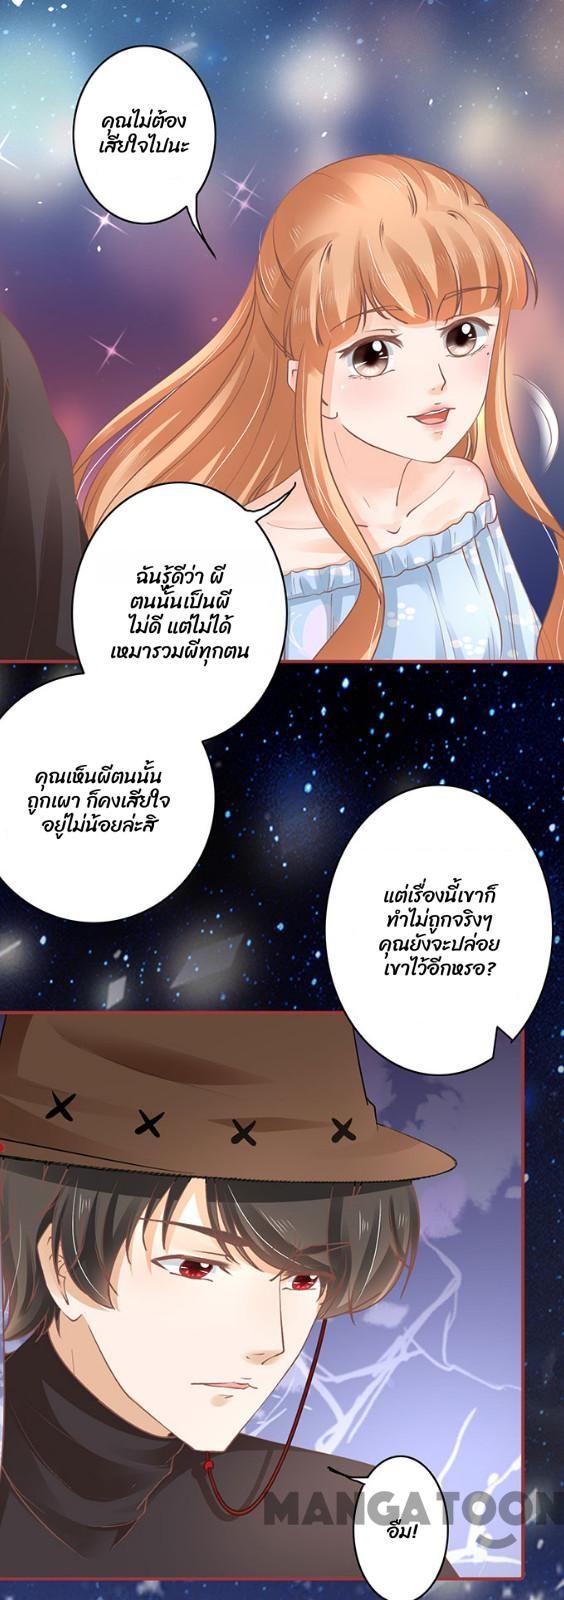 คุณไม่ต้อง
เสียใจไปนะ
ฉันรู้ดีว่า ผี
ตนนั้นเป็นผี
ไม่ดี แต่ไม่ได้
เหมารวมผีทุกตน
คุณเห็นผีตนนั้น
ถูกเผา ก็คงเสียใจ
อยู่ไม่น้อยล่ะสิ
แต่เรื่องนี้เขาก็
ทำไม่ถูกจริงๆ
คุณยังจะปล่อย
เขาไว้อีกหรอ?
MANGATOON
อืม!